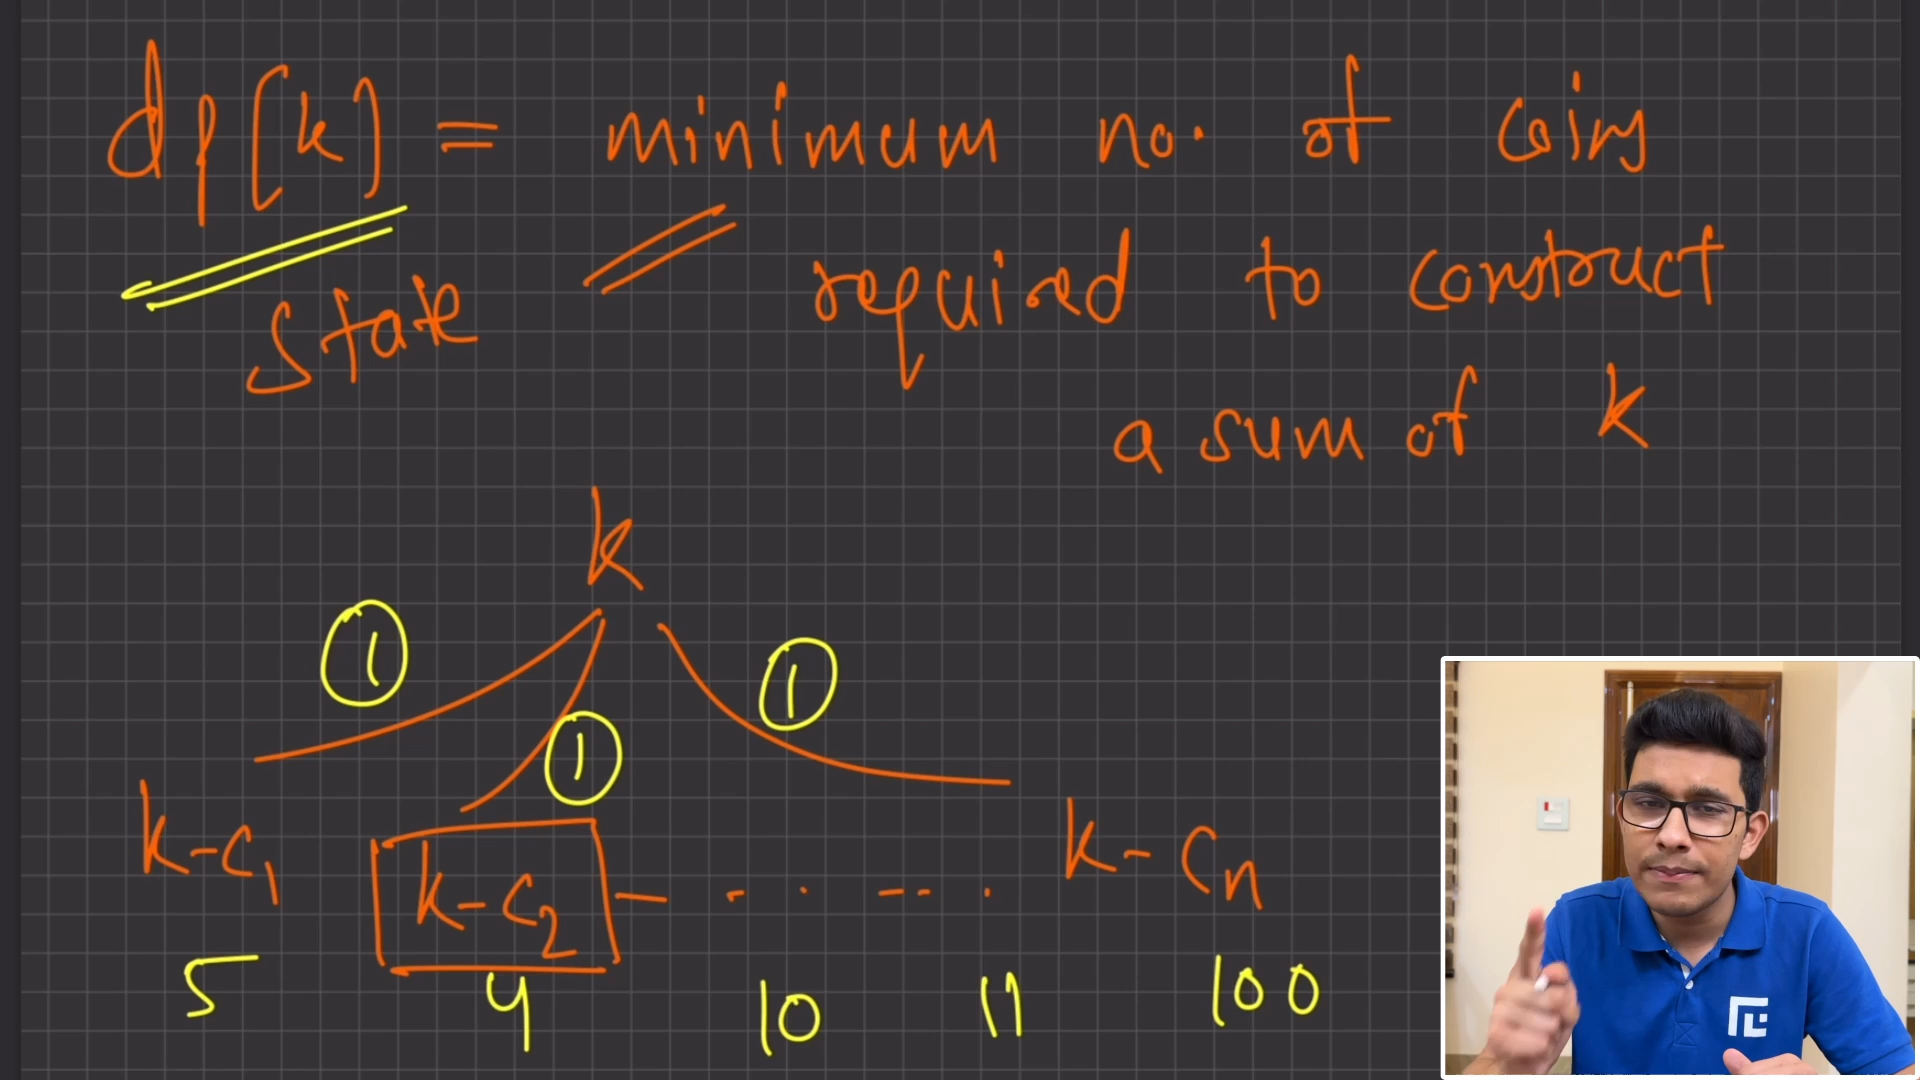 dp[k] = minimum no. of coins
required to construct
State
a sum of k
k
1
1
1
k-c1
k-c2 - - . -- . k-cn
5 4 10 11 100